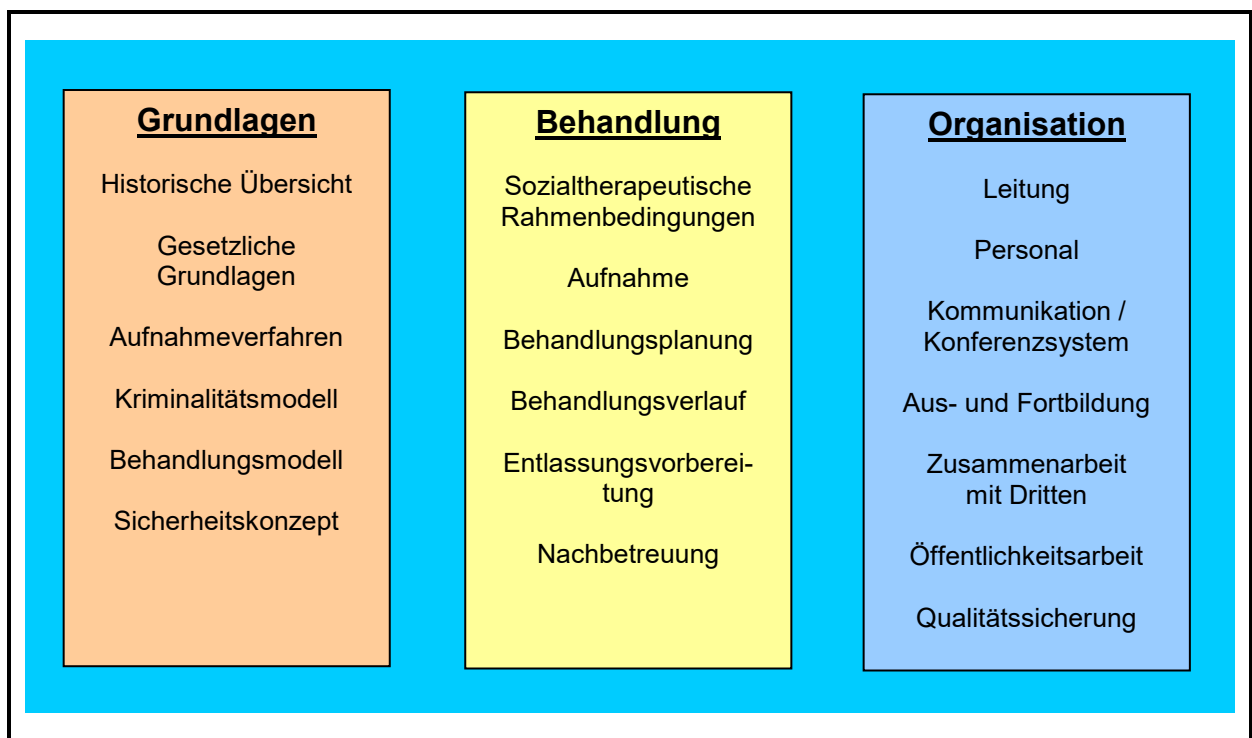 Grundlagen
Historische Übersicht
Gesetzliche
Grundlagen
Aufnahmeverfahren
Kriminalitätsmodell
Behandlungsmodell
Sicherheitskonzept
Behandlung
Sozialtherapeutische
Rahmenbedingungen
Aufnahme
Behandlungsplanung
Behandlungsverlauf
Entlassungsvorberei-
tung
Nachbetreuung
Organisation
Leitung
Personal
Kommunikation /
Konferenzsystem
Aus- und Fortbildung
Zusammenarbeit
mit Dritten
Öffentlichkeitsarbeit
Qualitätssicherung